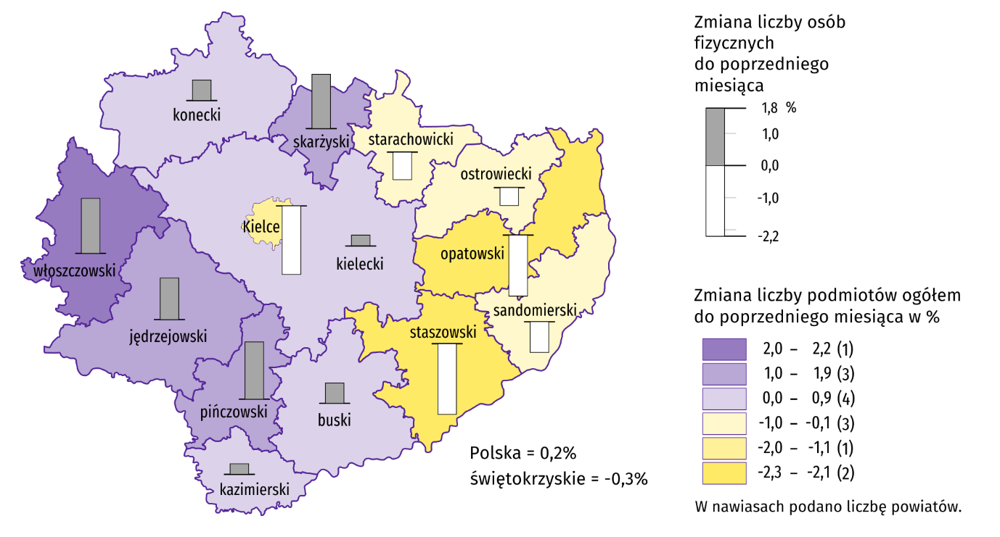 konecki
skarżyski
starachowicki
ostrowiecki
Kielce
opatowski
kielecki
włoszczowski
sandomierski
staszowski
jędrzejowski
pińczowski
buski
kazimierski
Polska = 0,2%
świętokrzyskie = -0,3%
Zmiana liczby osób
fizycznych
do poprzedniego
miesiąca
1,8 %
1,0
0,0
-1,0
-2,2
Zmiana liczby podmiotów ogółem
do poprzedniego miesiąca w %
2,0 – 2,2 (1)
1,0 – 1,9 (3)
0,0 – 0,9 (4)
-1,0 – -0,1 (3)
-2,0 – -1,1 (1)
-2,3 – -2,1 (2)
W nawiasach podano liczbę powiatów.